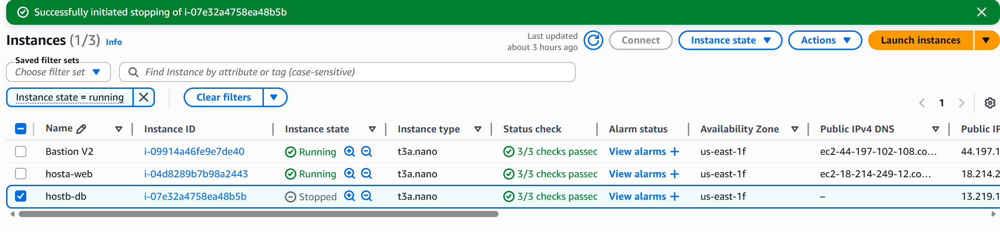 Successfully initiated stopping of i-07e32a4758ea48b5b
Instances (1/3) Info
Last updated
about 3 hours ago
Connect
Instance state
Actions
Launch instances
Saved filter sets
Choose filter set
Find Instance by attribute or tag (case-sensitive)
Instance state = running
Clear filters
1
Name Instance ID Instance state Instance type Status check Alarm status Availability Zone Public IPv4 DNS Public IP
Bastion V2 i-09914a46fe9e7de40 Running t3a.nano 3/3 checks passed View alarms + us-east-1f ec2-44-197-102-108.co... 44.197.1
hosta-web i-04d8289b7b98a2443 Running t3a.nano 3/3 checks passed View alarms + us-east-1f ec2-18-214-249-12.co... 18.214.2
hostb-db i-07e32a4758ea48b5b Stopped t3a.nano 3/3 checks passed View alarms + us-east-1f – 13.219.1